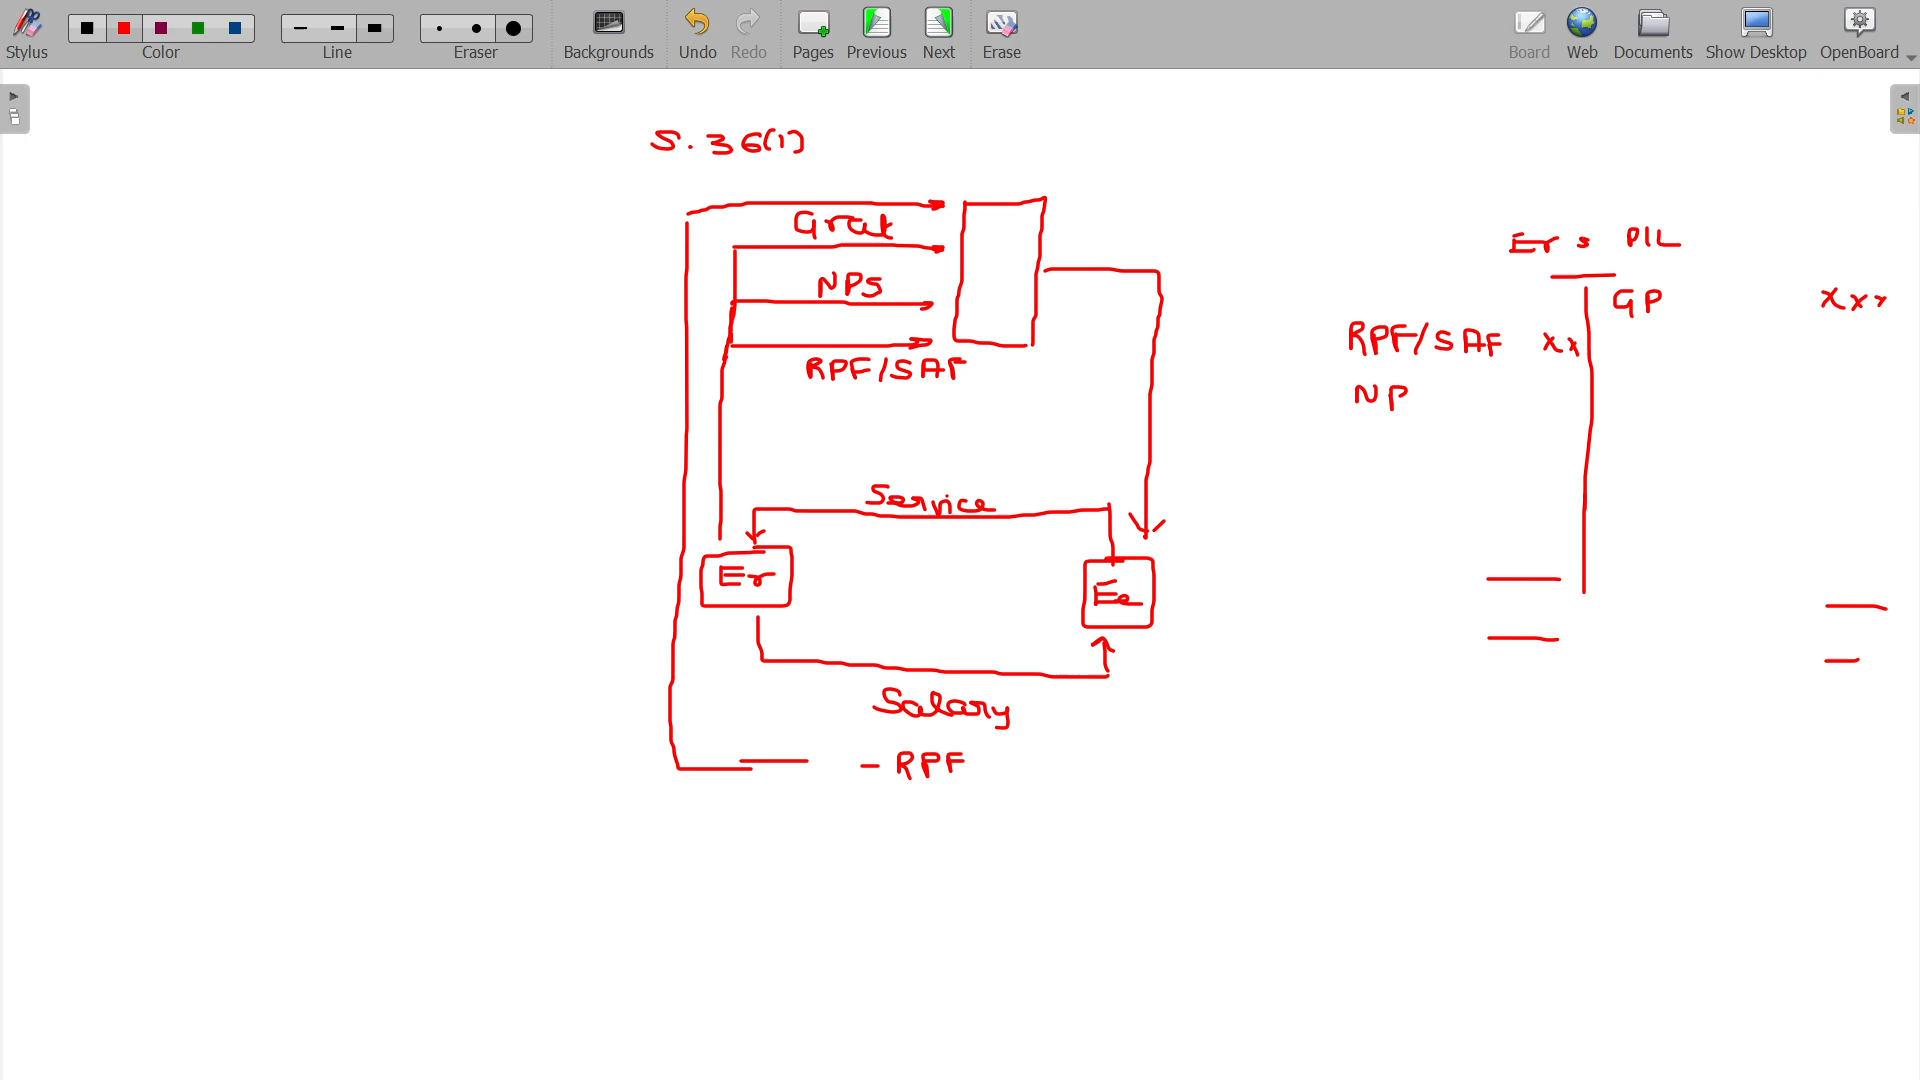 Stylus Color Line Eraser Backgrounds Undo Redo Pages Previous Next Erase Board Web Documents Show Desktop OpenBoard
S. 36(1)
Grat
NPS
RPF/SAF
Service
Er
Ee
Salary
- RPF
Er s P/L
GP xxx
RPF/SAF xx
NP